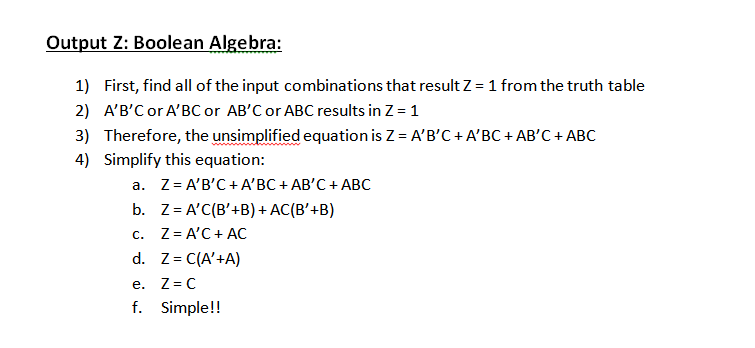 Output Z: Boolean Algebra:
1) First, find all of the input combinations that result Z = 1 from the truth table
2) A’B’C or A’BC or AB’C or ABC results in Z = 1
3) Therefore, the unsimplified equation is Z = A’B’C + A’BC + AB’C + ABC
4) Simplify this equation:
a. Z = A’B’C + A’BC + AB’C + ABC
b. Z = A’C(B’+B) + AC(B’+B)
c. Z = A’C + AC
d. Z = C(A’+A)
e. Z = C
f. Simple!!